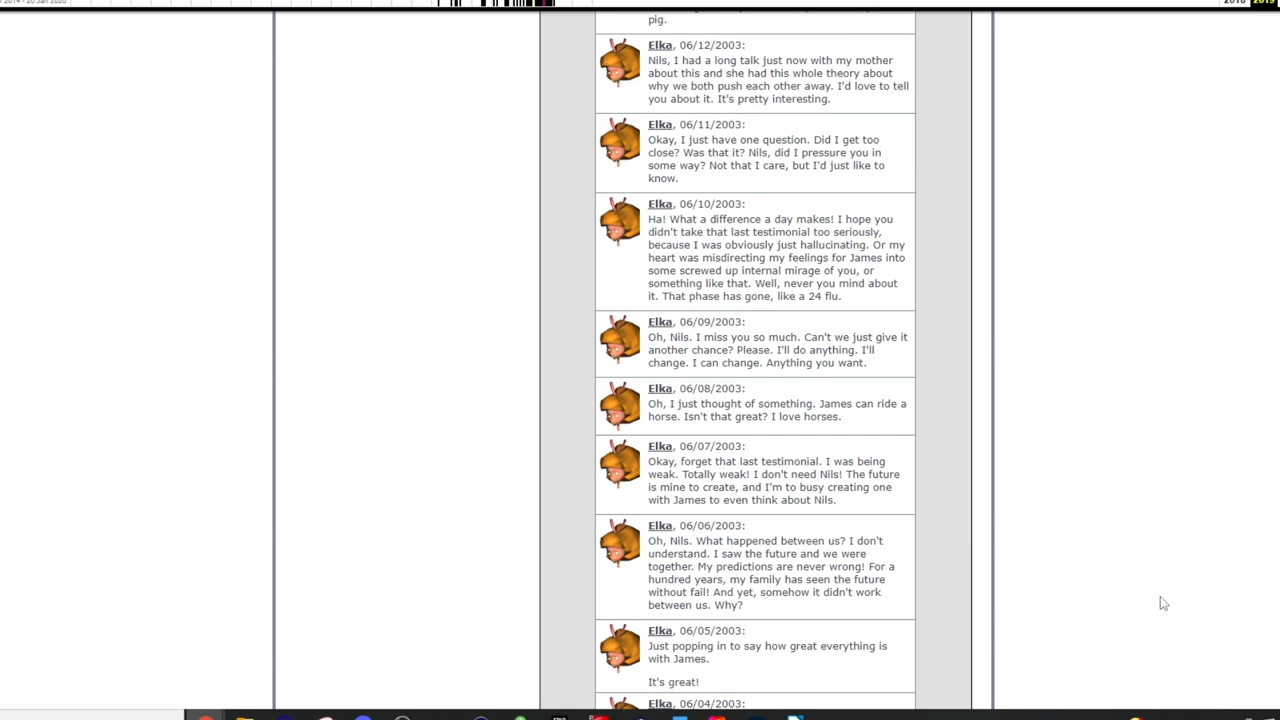 2014 - 20 Jan 2020
2018 2019
pig.
Elka, 06/12/2003:
Nils, I had a long talk just now with my mother
about this and she had this whole theory about
why we both push each other away. I'd love to tell
you about it. It's pretty interesting.
Elka, 06/11/2003:
Okay, I just have one question. Did I get too
close? Was that it? Nils, did I pressure you in
some way? Not that I care, but I'd just like to
know.
Elka, 06/10/2003:
Ha! What a difference a day makes! I hope you
didn't take that last testimonial too seriously,
because I was obviously just hallucinating. Or my
heart was misdirecting my feelings for James into
some screwed up internal mirage of you, or
something like that. Well, never you mind about
it. That phase has gone, like a 24 flu.
Elka, 06/09/2003:
Oh, Nils. I miss you so much. Can't we just give it
another chance? Please. I'll do anything. I'll
change. I can change. Anything you want.
Elka, 06/08/2003:
Oh, I just thought of something. James can ride a
horse. Isn't that great? I love horses.
Elka, 06/07/2003:
Okay, forget that last testimonial. I was being
weak. Totally weak! I don't need Nils! The future
is mine to create, and I'm to busy creating one
with James to even think about Nils.
Elka, 06/06/2003:
Oh, Nils. What happened between us? I don't
understand. I saw the future and we were
together. My predictions are never wrong! For a
hundred years, my family has seen the future
without fail! And yet, somehow it didn't work
between us. Why?
Elka, 06/05/2003:
Just popping in to say how great everything is
with James.
It's great!
Elka, 06/04/2003: